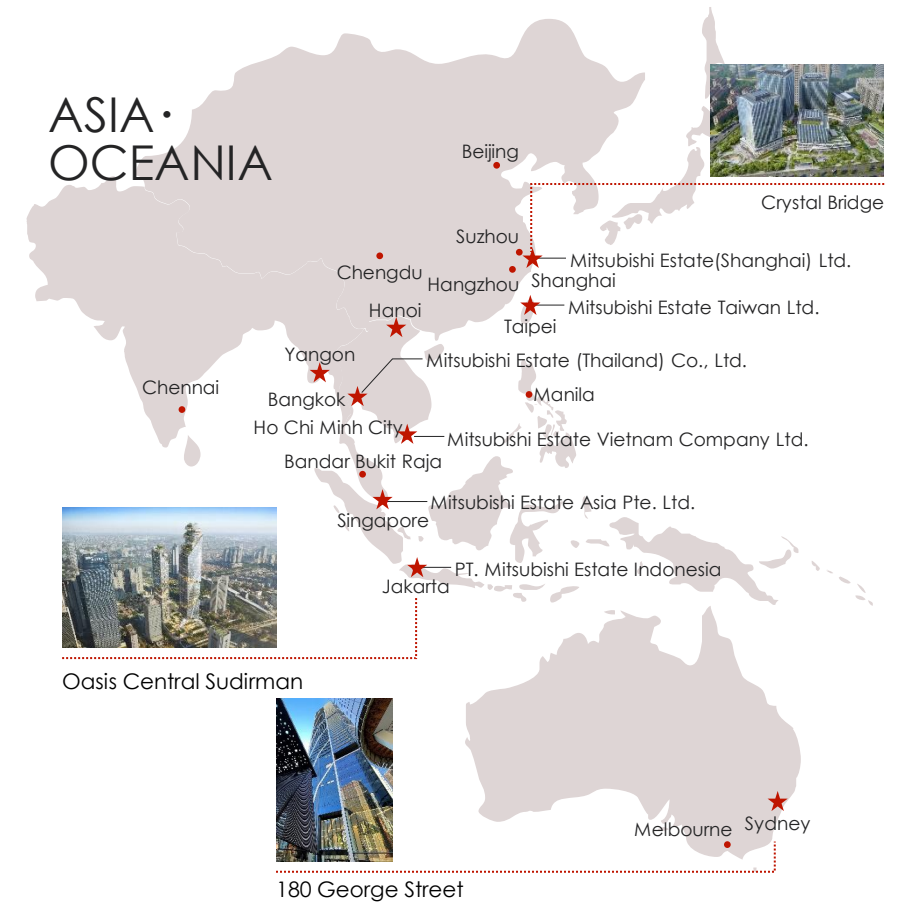 ASIA・
OCEANIA
Beijing
Crystal Bridge
Suzhou
Mitsubishi Estate(Shanghai) Ltd.
Chengdu
Hangzhou
Shanghai
Hanoi
Mitsubishi Estate Taiwan Ltd.
Taipei
Yangon
Mitsubishi Estate (Thailand) Co., Ltd.
Chennai
Bangkok
Manila
Ho Chi Minh City
Mitsubishi Estate Vietnam Company Ltd.
Bandar Bukit Raja
Mitsubishi Estate Asia Pte. Ltd.
Singapore
PT. Mitsubishi Estate Indonesia
Jakarta
Oasis Central Sudirman
Melbourne
Sydney
180 George Street